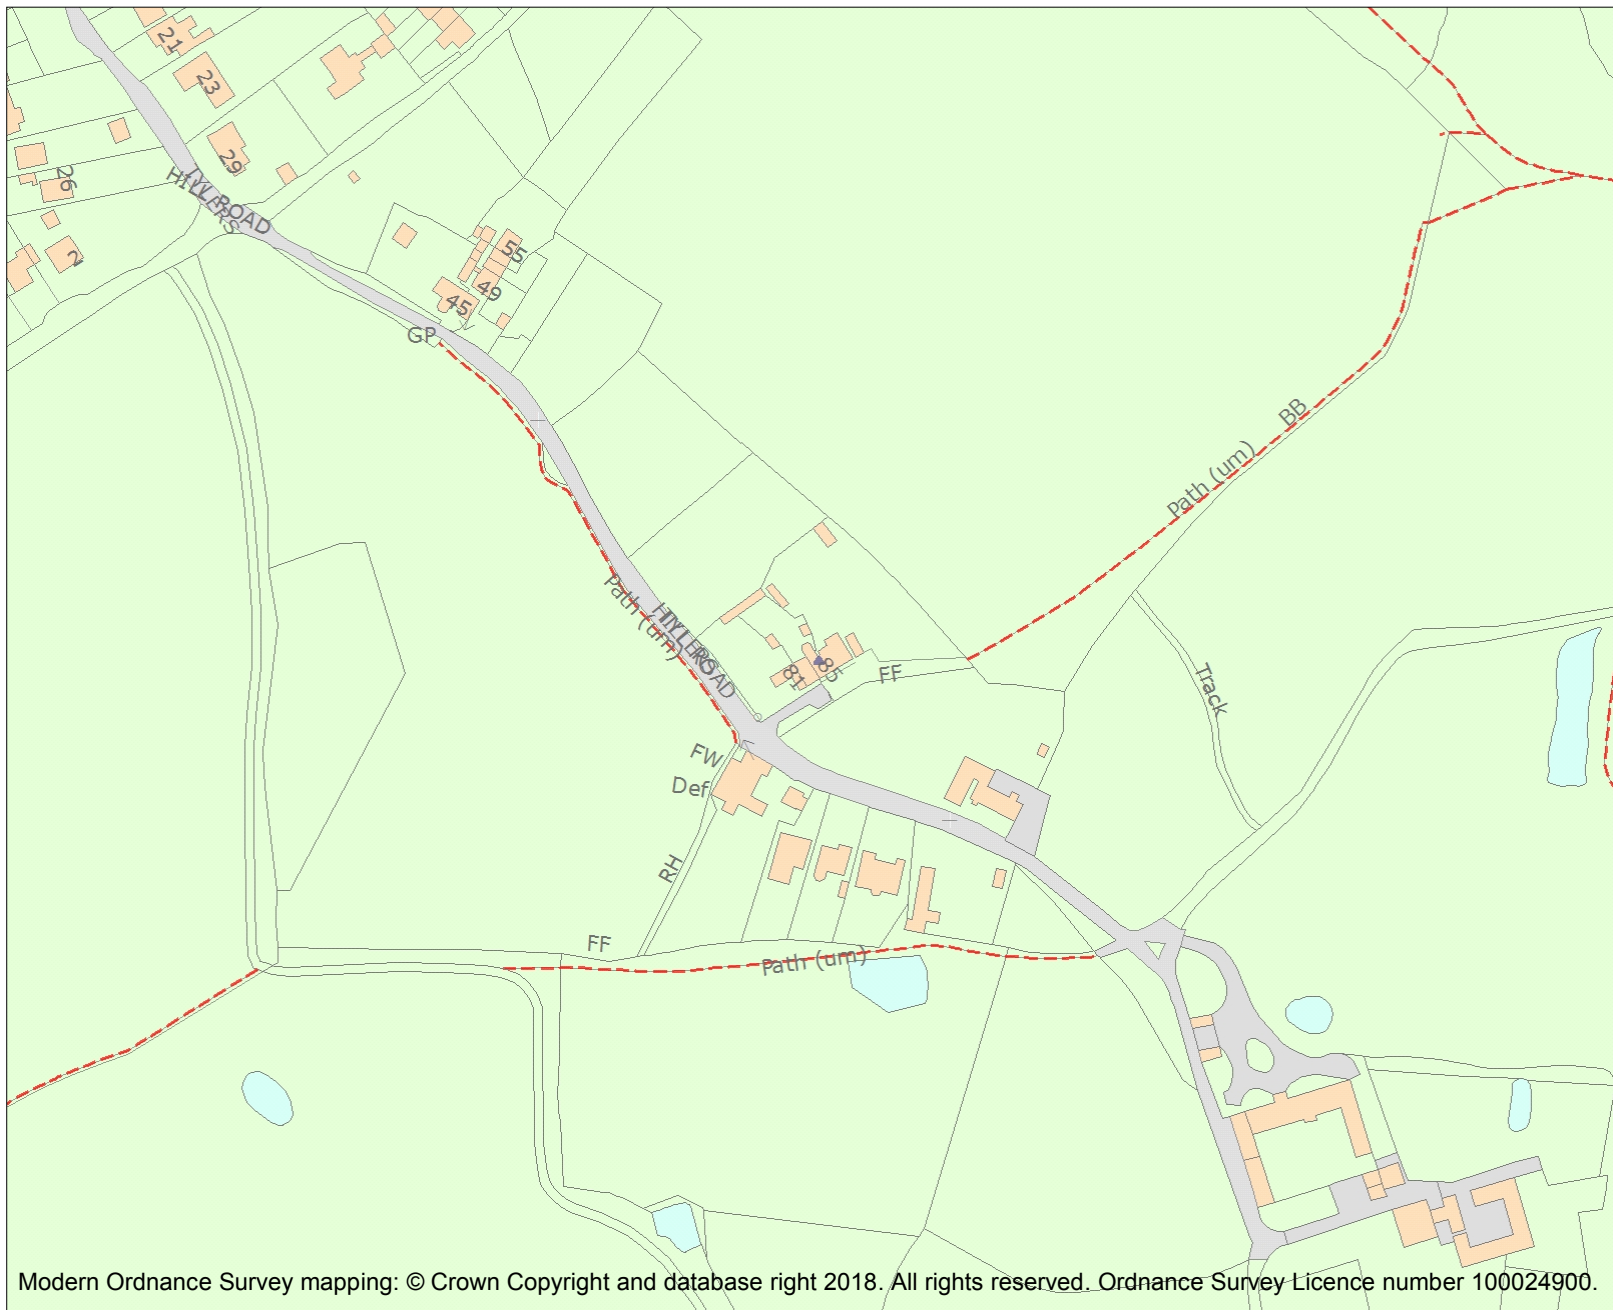 21
23
29
26
2
ROAD
55
49
45
GP
BB
Path (um)
Path (um)
ROAD
81
85
FF
Track
FW
Def
RH
FF
Path (um)
Modern Ordnance Survey mapping: © Crown Copyright and database right 2018. All rights reserved. Ordnance Survey Licence number 100024900.